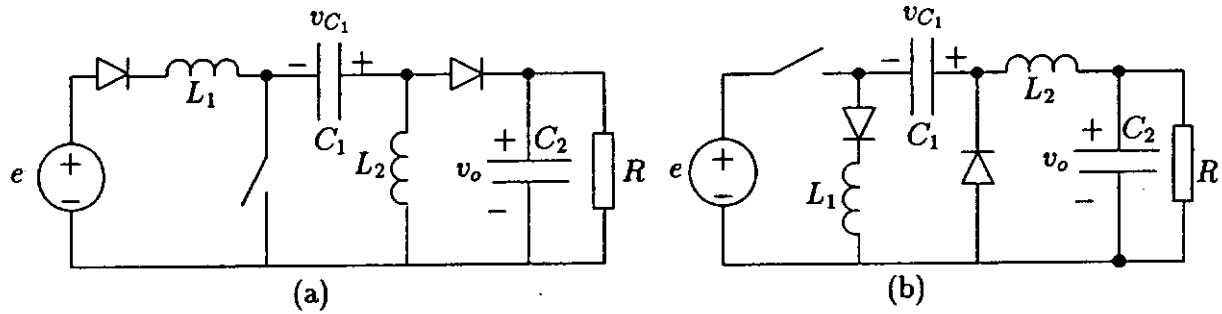 v_{C_1}
− +
L_1
C_1
L_2
+ C_2
e + −
v_o
−
R
(a)
v_{C_1}
− +
L_2
C_1
L_1
+ C_2
e + −
v_o
−
R
(b)